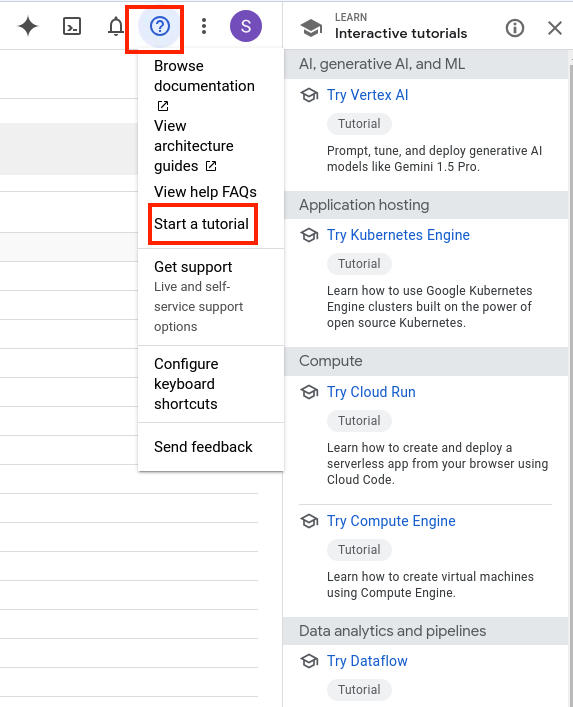 S
Browse
documentation
View
architecture
guides
View help FAQs
Start a tutorial
Get support
Live and self-
service support
options
Configure
keyboard
shortcuts
Send feedback
LEARN
Interactive tutorials
AI, generative AI, and ML
Try Vertex AI
Tutorial
Prompt, tune, and deploy generative AI
models like Gemini 1.5 Pro.
Application hosting
Try Kubernetes Engine
Tutorial
Learn how to use Google Kubernetes
Engine clusters built on the power of
open source Kubernetes.
Compute
Try Cloud Run
Tutorial
Learn how to create and deploy a
serverless app from your browser using
Cloud Code.
Try Compute Engine
Tutorial
Learn how to create virtual machines
using Compute Engine.
Data analytics and pipelines
Try Dataflow
Tutorial